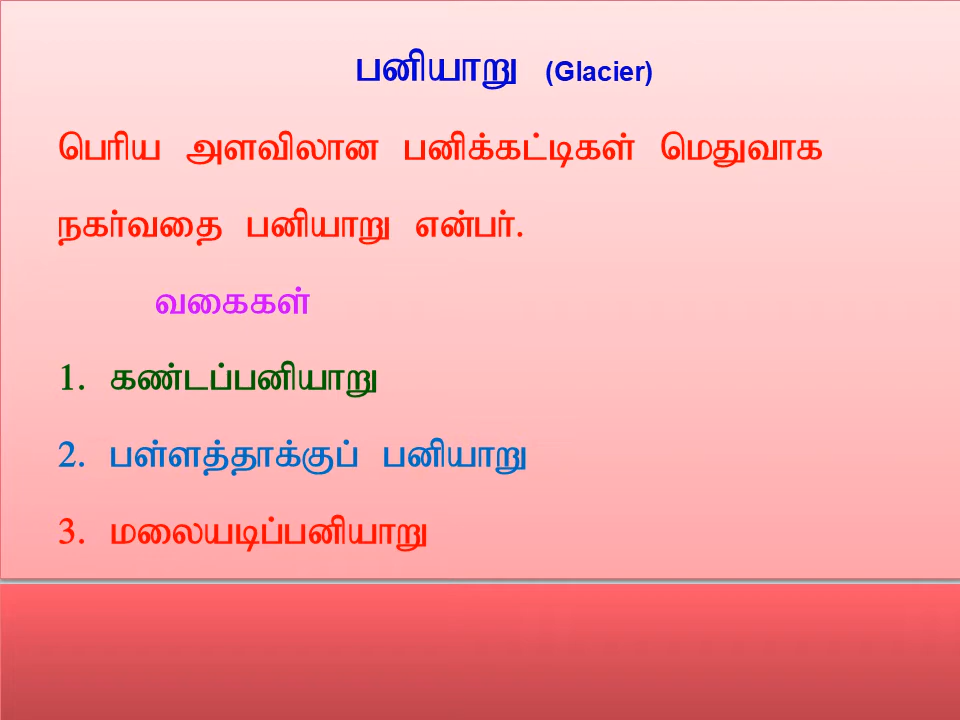 பனியாறு (Glacier)
பெரிய அளவிலான பனிக்கட்டிகள் மெதுவாக
நகர்வதை பனியாறு என்பர்.
வகைகள்
1. கண்டப்பனியாறு
2. பள்ளத்தாக்குப் பனியாறு
3. மலையடிப்பனியாறு